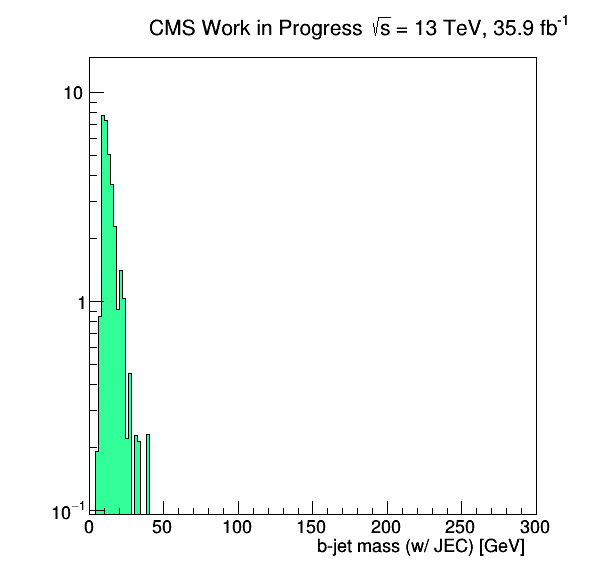 CMS Work in Progress √s = 13 TeV, 35.9 fb⁻¹
10
1
10⁻¹
0 50 100 150 200 250 300
b-jet mass (w/ JEC) [GeV]